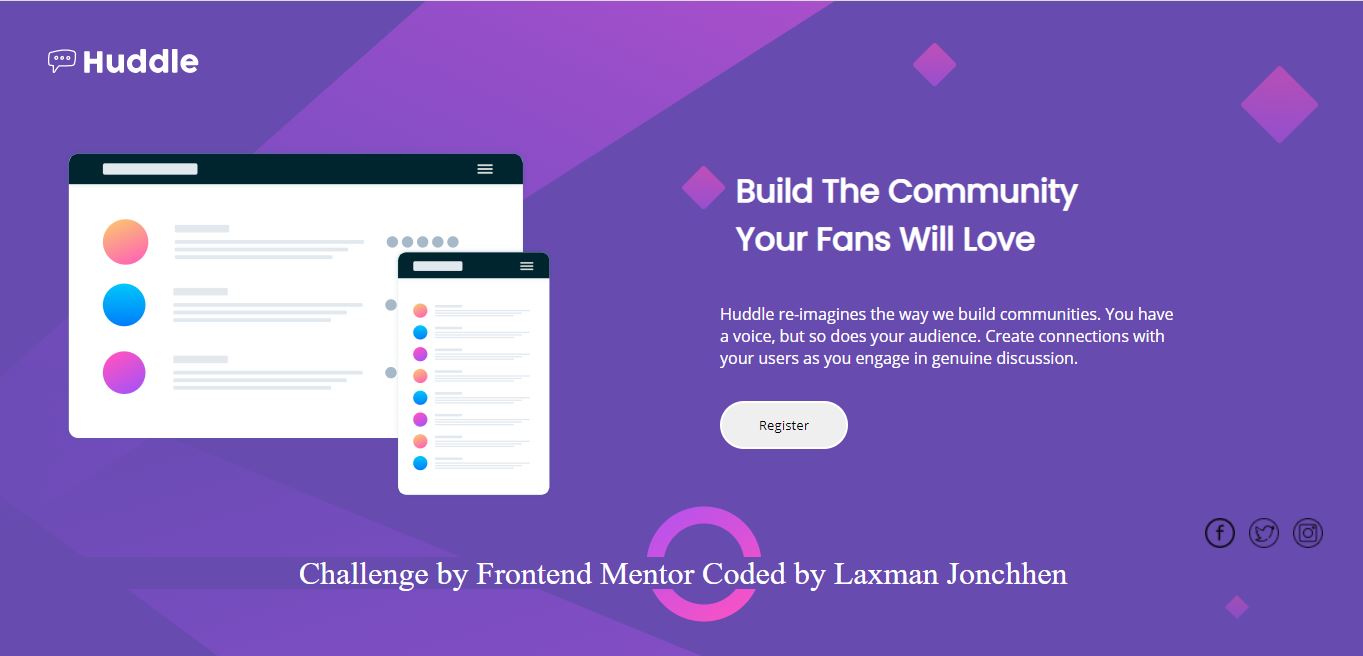 Huddle
Build The Community
Your Fans Will Love
Huddle re-imagines the way we build communities. You have
a voice, but so does your audience. Create connections with
your users as you engage in genuine discussion.
Register
Challenge by Frontend Mentor Coded by Laxman Jonchhen